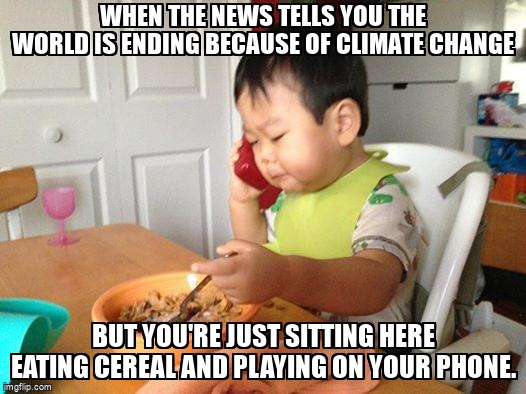 WHEN THE NEWS TELLS YOU THE
WORLD IS ENDING BECAUSE OF CLIMATE CHANGE
BUT YOU'RE JUST SITTING HERE
EATING CEREAL AND PLAYING ON YOUR PHONE.
imgflip.com